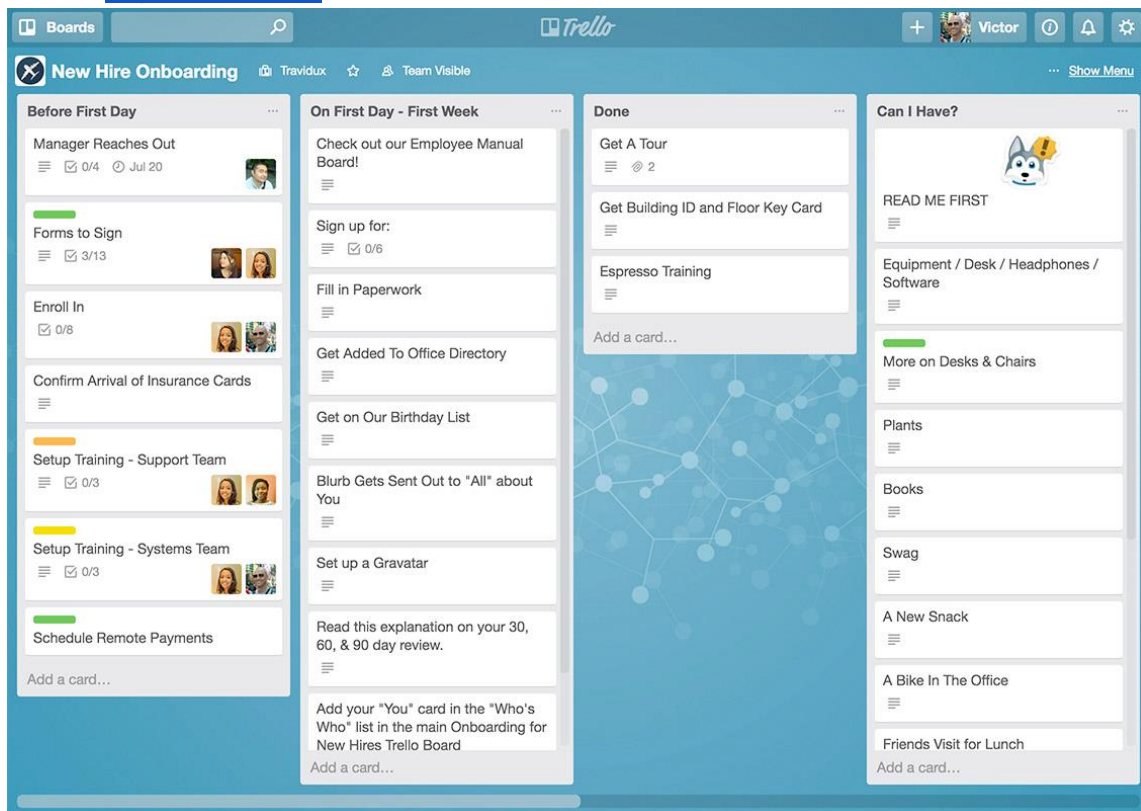 Boards
Trello
+
Victor
New Hire Onboarding
Travidux
Team Visible
... Show Menu
Before First Day
...
Manager Reaches Out
0/4
Jul 20
Forms to Sign
3/13
Enroll In
0/8
Confirm Arrival of Insurance Cards
Setup Training - Support Team
0/3
Setup Training - Systems Team
0/3
Schedule Remote Payments
Add a card...
On First Day - First Week
...
Check out our Employee Manual
Board!
Sign up for:
0/6
Fill in Paperwork
Get Added To Office Directory
Get on Our Birthday List
Blurb Gets Sent Out to "All" about
You
Set up a Gravatar
Read this explanation on your 30,
60, & 90 day review.
Add your "You" card in the "Who's
Who" list in the main Onboarding for
New Hires Trello Board
Add a card...
Done
...
Get A Tour
2
Get Building ID and Floor Key Card
Espresso Training
Add a card...
Can I Have?
...
READ ME FIRST
Equipment / Desk / Headphones /
Software
More on Desks & Chairs
Plants
Books
Swag
A New Snack
A Bike In The Office
Friends Visit for Lunch
Add a card...